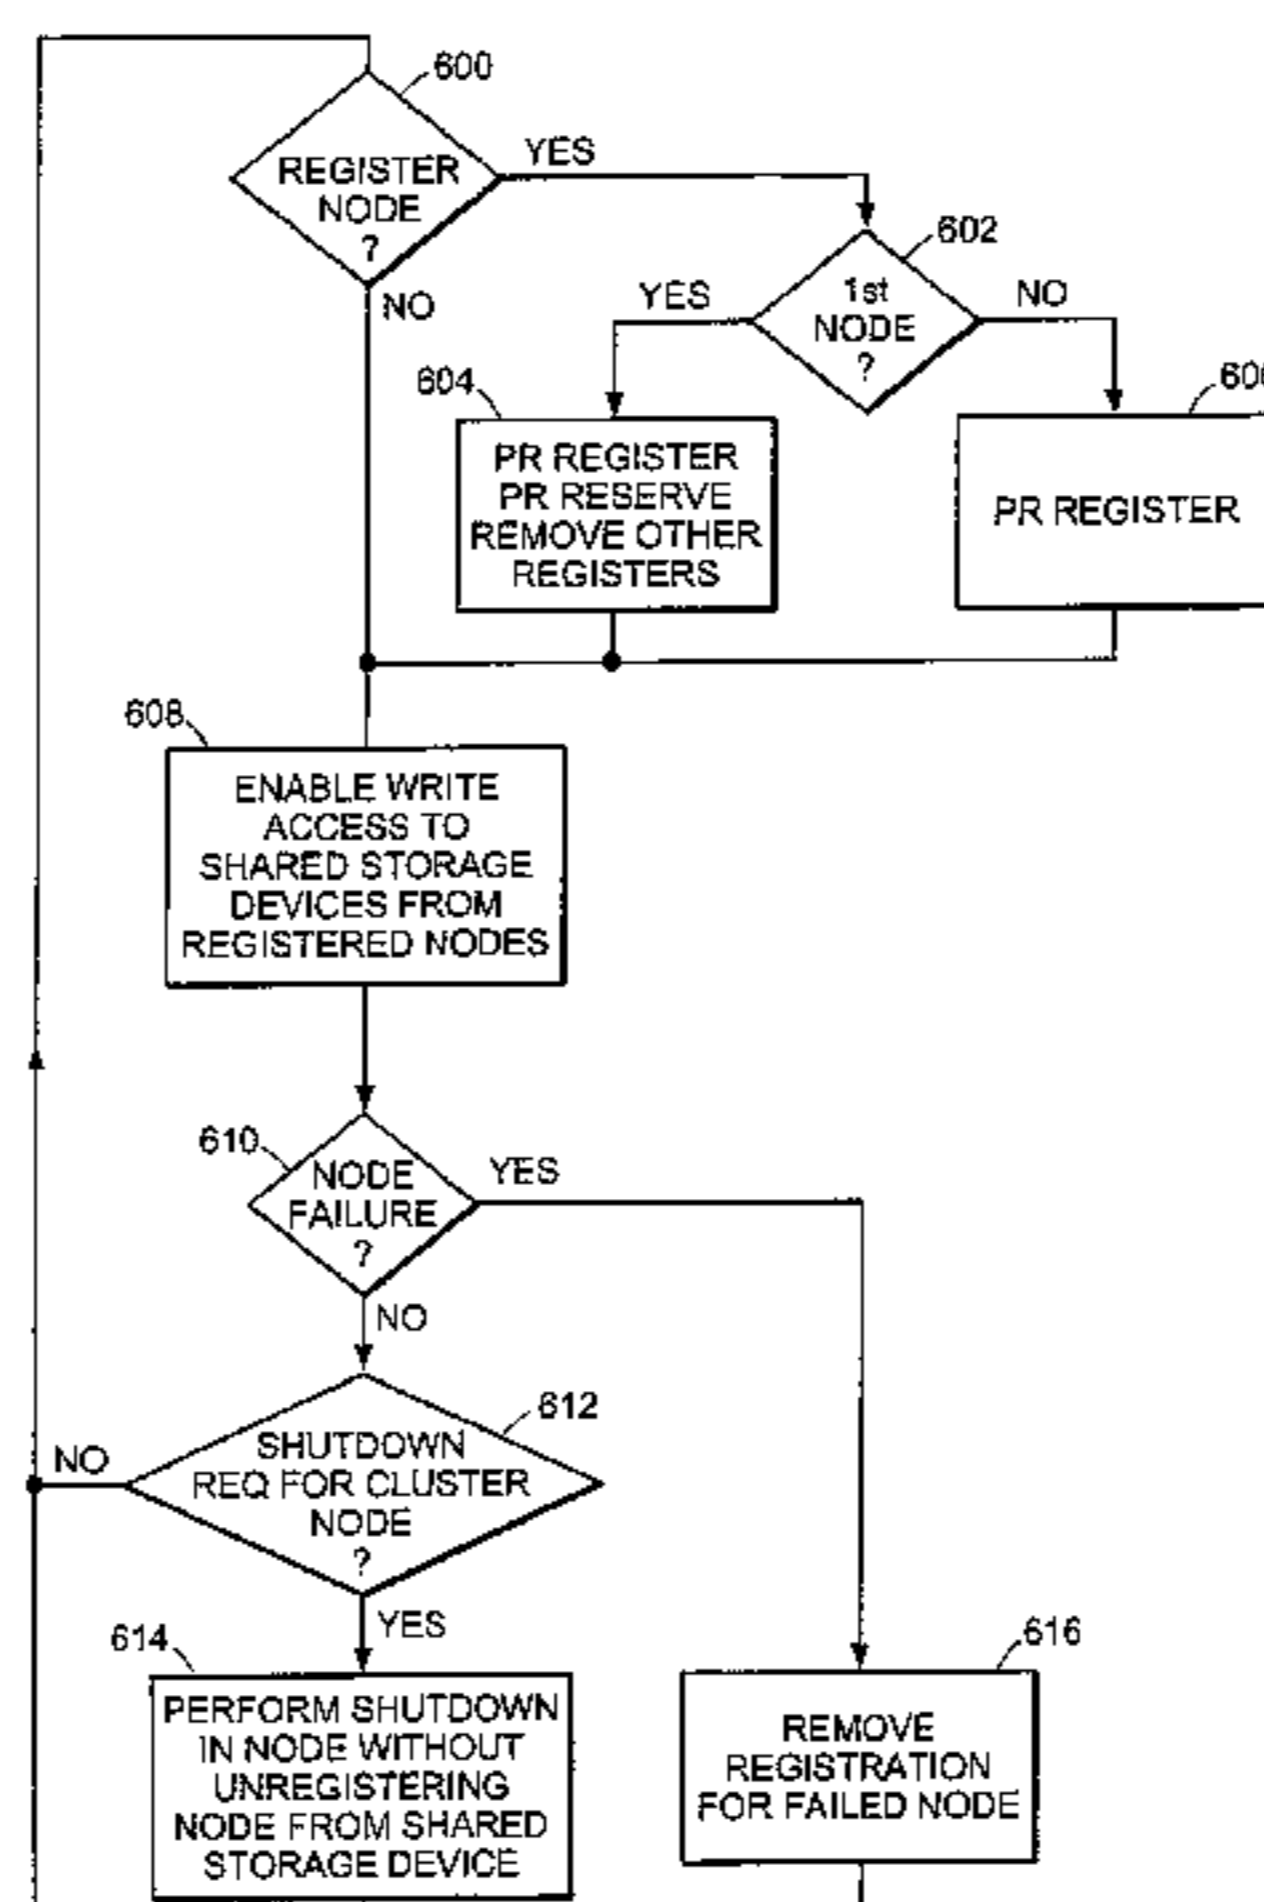 600
REGISTER
NODE
?
YES
NO
602
1st
NODE
?
YES
NO
604
PR REGISTER
PR RESERVE
REMOVE OTHER
REGISTERS
PR REGISTER
608
ENABLE WRITE
ACCESS TO
SHARED STORAGE
DEVICES FROM
REGISTERED NODES
610
NODE
FAILURE
?
YES
NO
612
SHUTDOWN
REQ FOR CLUSTER
NODE
?
NO
YES
614
PERFORM SHUTDOWN
IN NODE WITHOUT
UNREGISTERING
NODE FROM SHARED
STORAGE DEVICE
616
REMOVE
REGISTRATION
FOR FAILED NODE